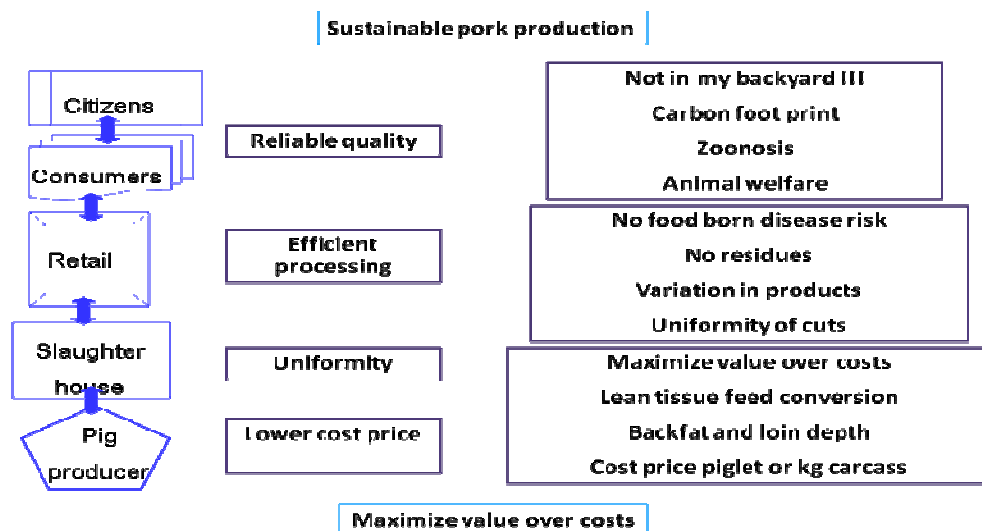 Sustainable pork production
Citizens
Consumers
Retail
Slaughter
house
Pig
producer
Reliable quality
Efficient
processing
Uniformity
Lower cost price
Not in my backyard !!!
Carbon foot print
Zoonosis
Animal welfare
No food born disease risk
No residues
Variation in products
Uniformity of cuts
Maximize value over costs
Lean tissue feed conversion
Backfat and loin depth
Cost price piglet or kg carcass
Maximize value over costs